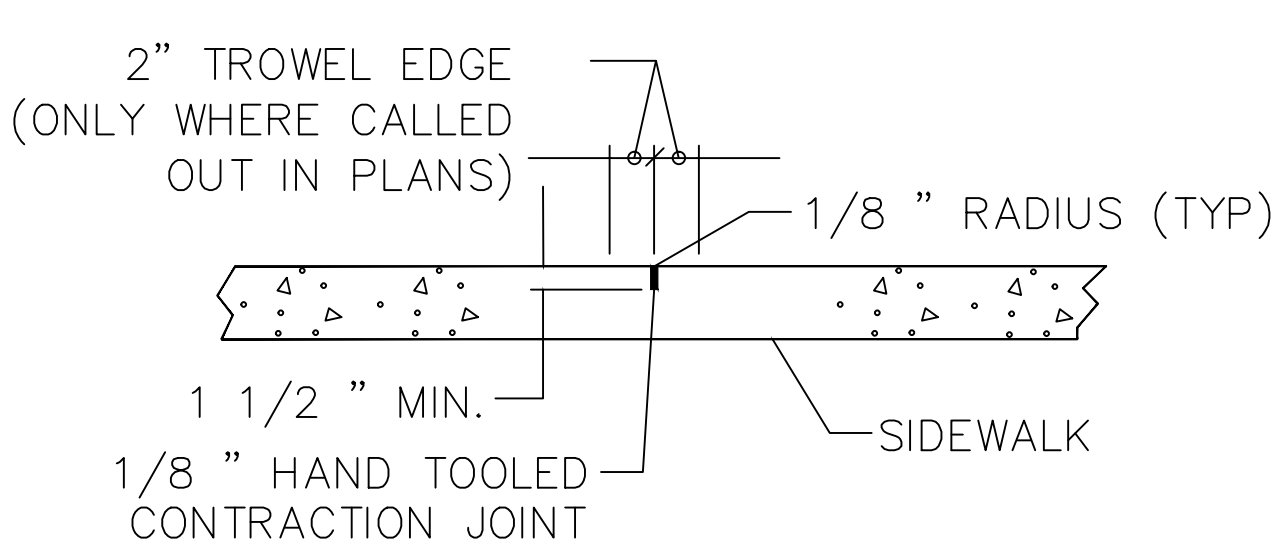 2” TROWEL EDGE
(ONLY WHERE CALLED
OUT IN PLANS)
1/8 ” RADIUS (TYP)
1 1/2 ” MIN.
SIDEWALK
1/8 ” HAND TOOLED
CONTRACTION JOINT